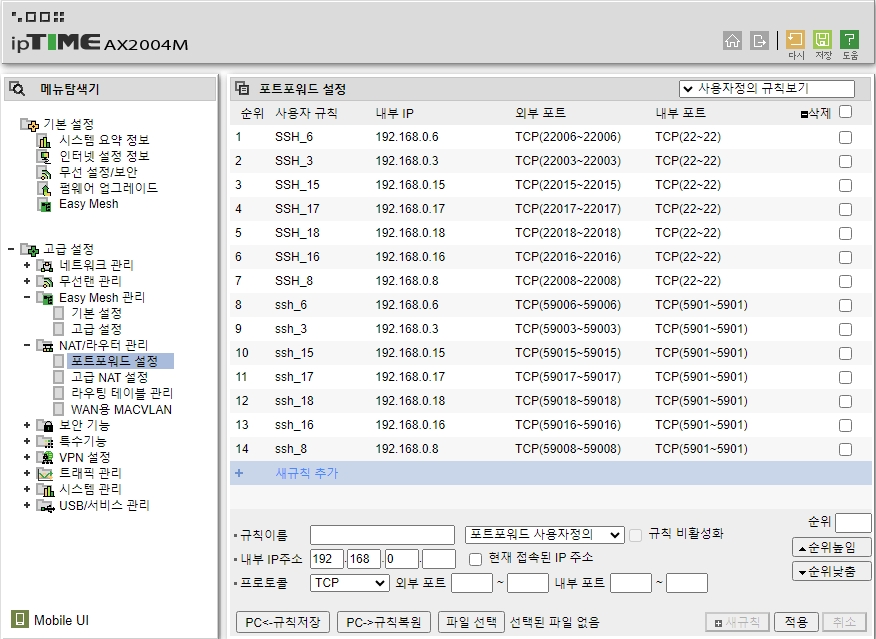 ipTIME AX2004M
다시 저장 도움
메뉴탐색기
기본 설정
시스템 요약 정보
인터넷 설정 정보
무선 설정/보안
펌웨어 업그레이드
Easy Mesh
고급 설정
네트워크 관리
무선랜 관리
Easy Mesh 관리
기본 설정
고급 설정
NAT/라우터 관리
포트포워드 설정
고급 NAT 설정
라우팅 테이블 관리
WAN용 MACVLAN
보안 기능
특수기능
VPN 설정
트래픽 관리
시스템 관리
USB/서비스 관리
Mobile UI
포트포워드 설정 사용자정의 규칙보기
순위 사용자 규칙 내부 IP 외부 포트 내부 포트 삭제
1 SSH_6 192.168.0.6 TCP(22006~22006) TCP(22~22)
2 SSH_3 192.168.0.3 TCP(22003~22003) TCP(22~22)
3 SSH_15 192.168.0.15 TCP(22015~22015) TCP(22~22)
4 SSH_17 192.168.0.17 TCP(22017~22017) TCP(22~22)
5 SSH_18 192.168.0.18 TCP(22018~22018) TCP(22~22)
6 SSH_16 192.168.0.16 TCP(22016~22016) TCP(22~22)
7 SSH_8 192.168.0.8 TCP(22008~22008) TCP(22~22)
8 ssh_6 192.168.0.6 TCP(59006~59006) TCP(5901~5901)
9 ssh_3 192.168.0.3 TCP(59003~59003) TCP(5901~5901)
10 ssh_15 192.168.0.15 TCP(59015~59015) TCP(5901~5901)
11 ssh_17 192.168.0.17 TCP(59017~59017) TCP(5901~5901)
12 ssh_18 192.168.0.18 TCP(59018~59018) TCP(5901~5901)
13 ssh_16 192.168.0.16 TCP(59016~59016) TCP(5901~5901)
14 ssh_8 192.168.0.8 TCP(59008~59008) TCP(5901~5901)
+ 새규칙 추가
순위
규칙이름 포트포워드 사용자정의 규칙 비활성화
순위높임
내부 IP주소 192 .168 .0 . 현재 접속된 IP 주소
순위낮춤
프로토콜 TCP 외부 포트 ~ 내부 포트 ~
PC<-규칙저장 PC->규칙복원 파일 선택 선택된 파일 없음 새규칙 적용 취소